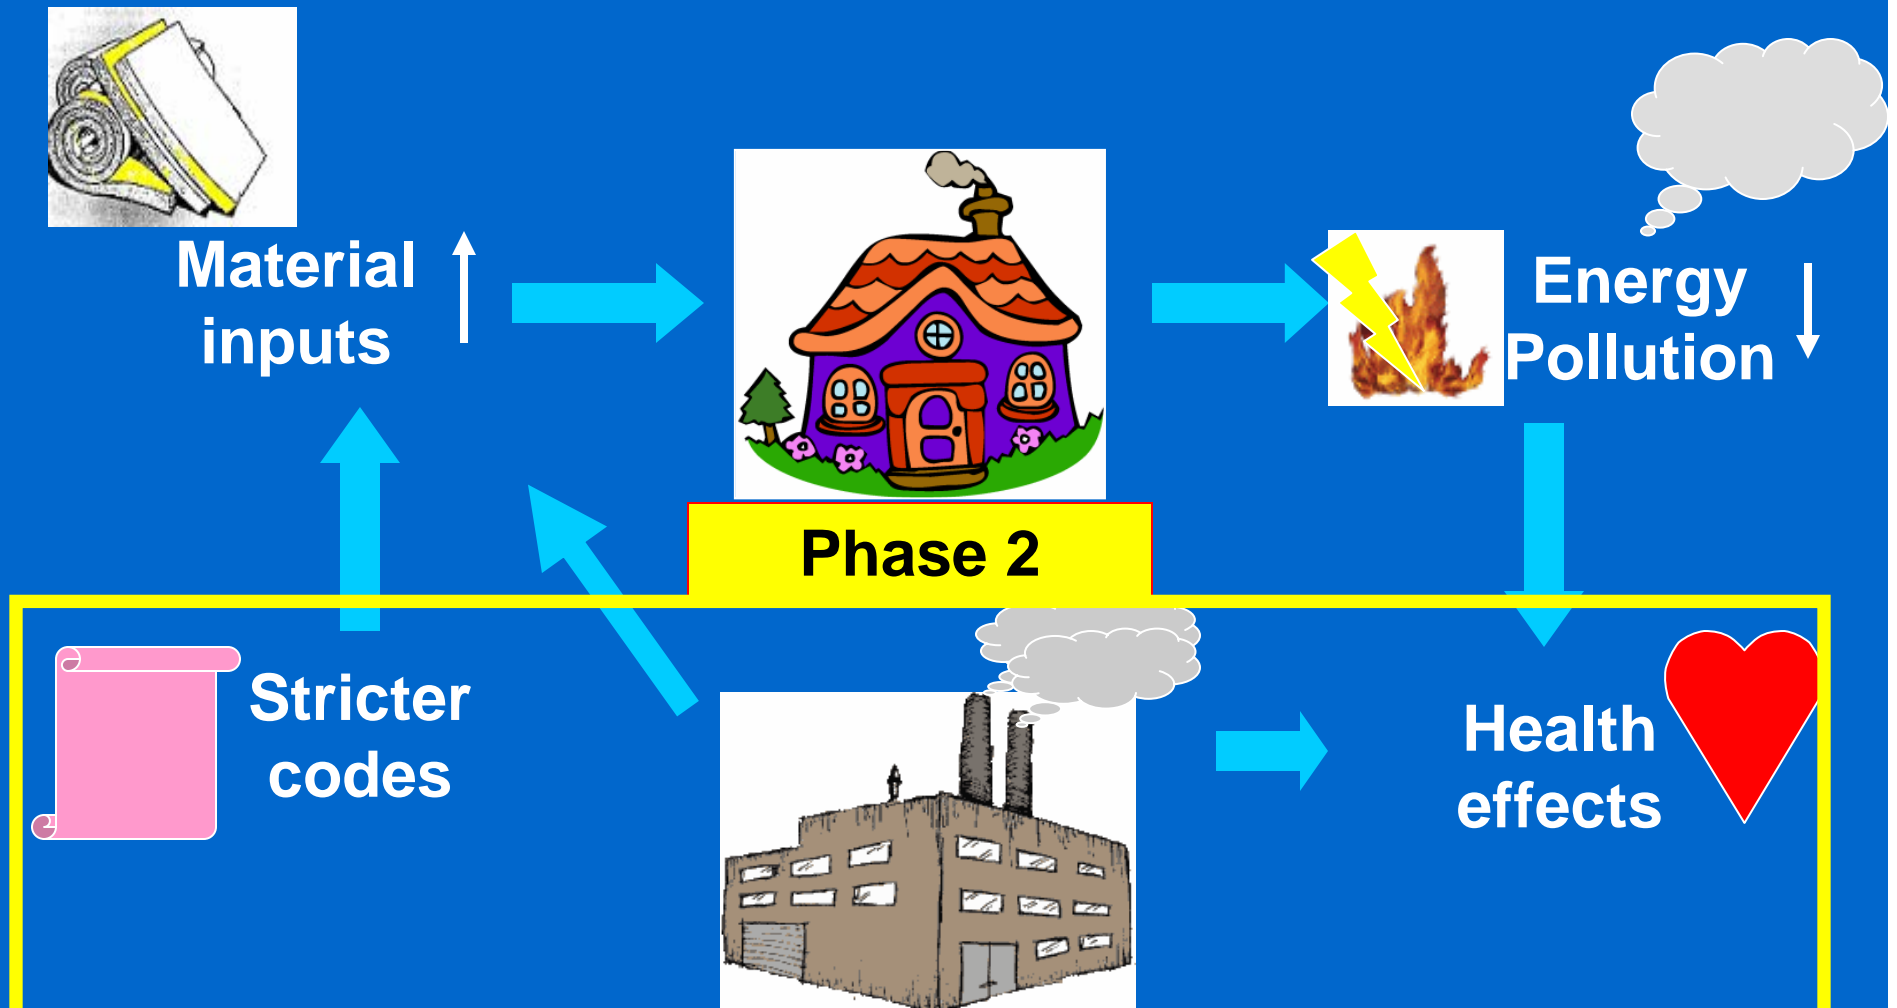 Material
inputs
Energy
Pollution
Phase 2
Stricter
codes
Health
effects